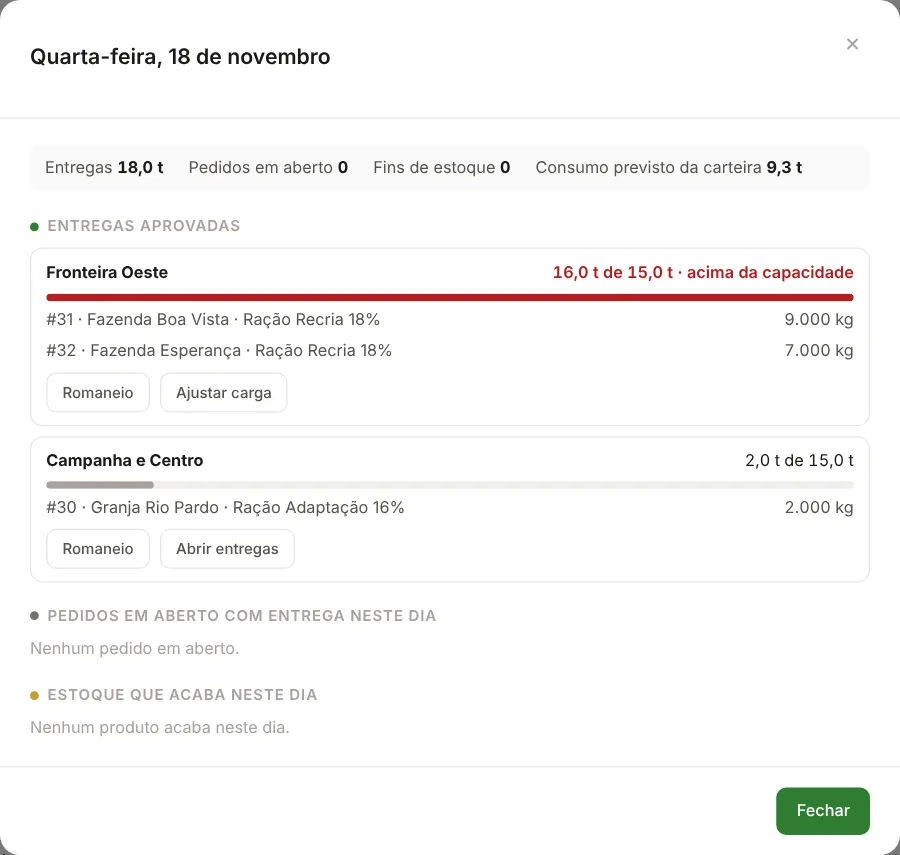 Quarta-feira, 18 de novembro
×
Entregas 18,0 t Pedidos em aberto 0 Fins de estoque 0 Consumo previsto da carteira 9,3 t
ENTREGAS APROVADAS
Fronteira Oeste 16,0 t de 15,0 t · acima da capacidade
#31 · Fazenda Boa Vista · Ração Recria 18% 9.000 kg
#32 · Fazenda Esperança · Ração Recria 18% 7.000 kg
Romaneio Ajustar carga
Campanha e Centro 2,0 t de 15,0 t
#30 · Granja Rio Pardo · Ração Adaptação 16% 2.000 kg
Romaneio Abrir entregas
PEDIDOS EM ABERTO COM ENTREGA NESTE DIA
Nenhum pedido em aberto.
ESTOQUE QUE ACABA NESTE DIA
Nenhum produto acaba neste dia.
Fechar